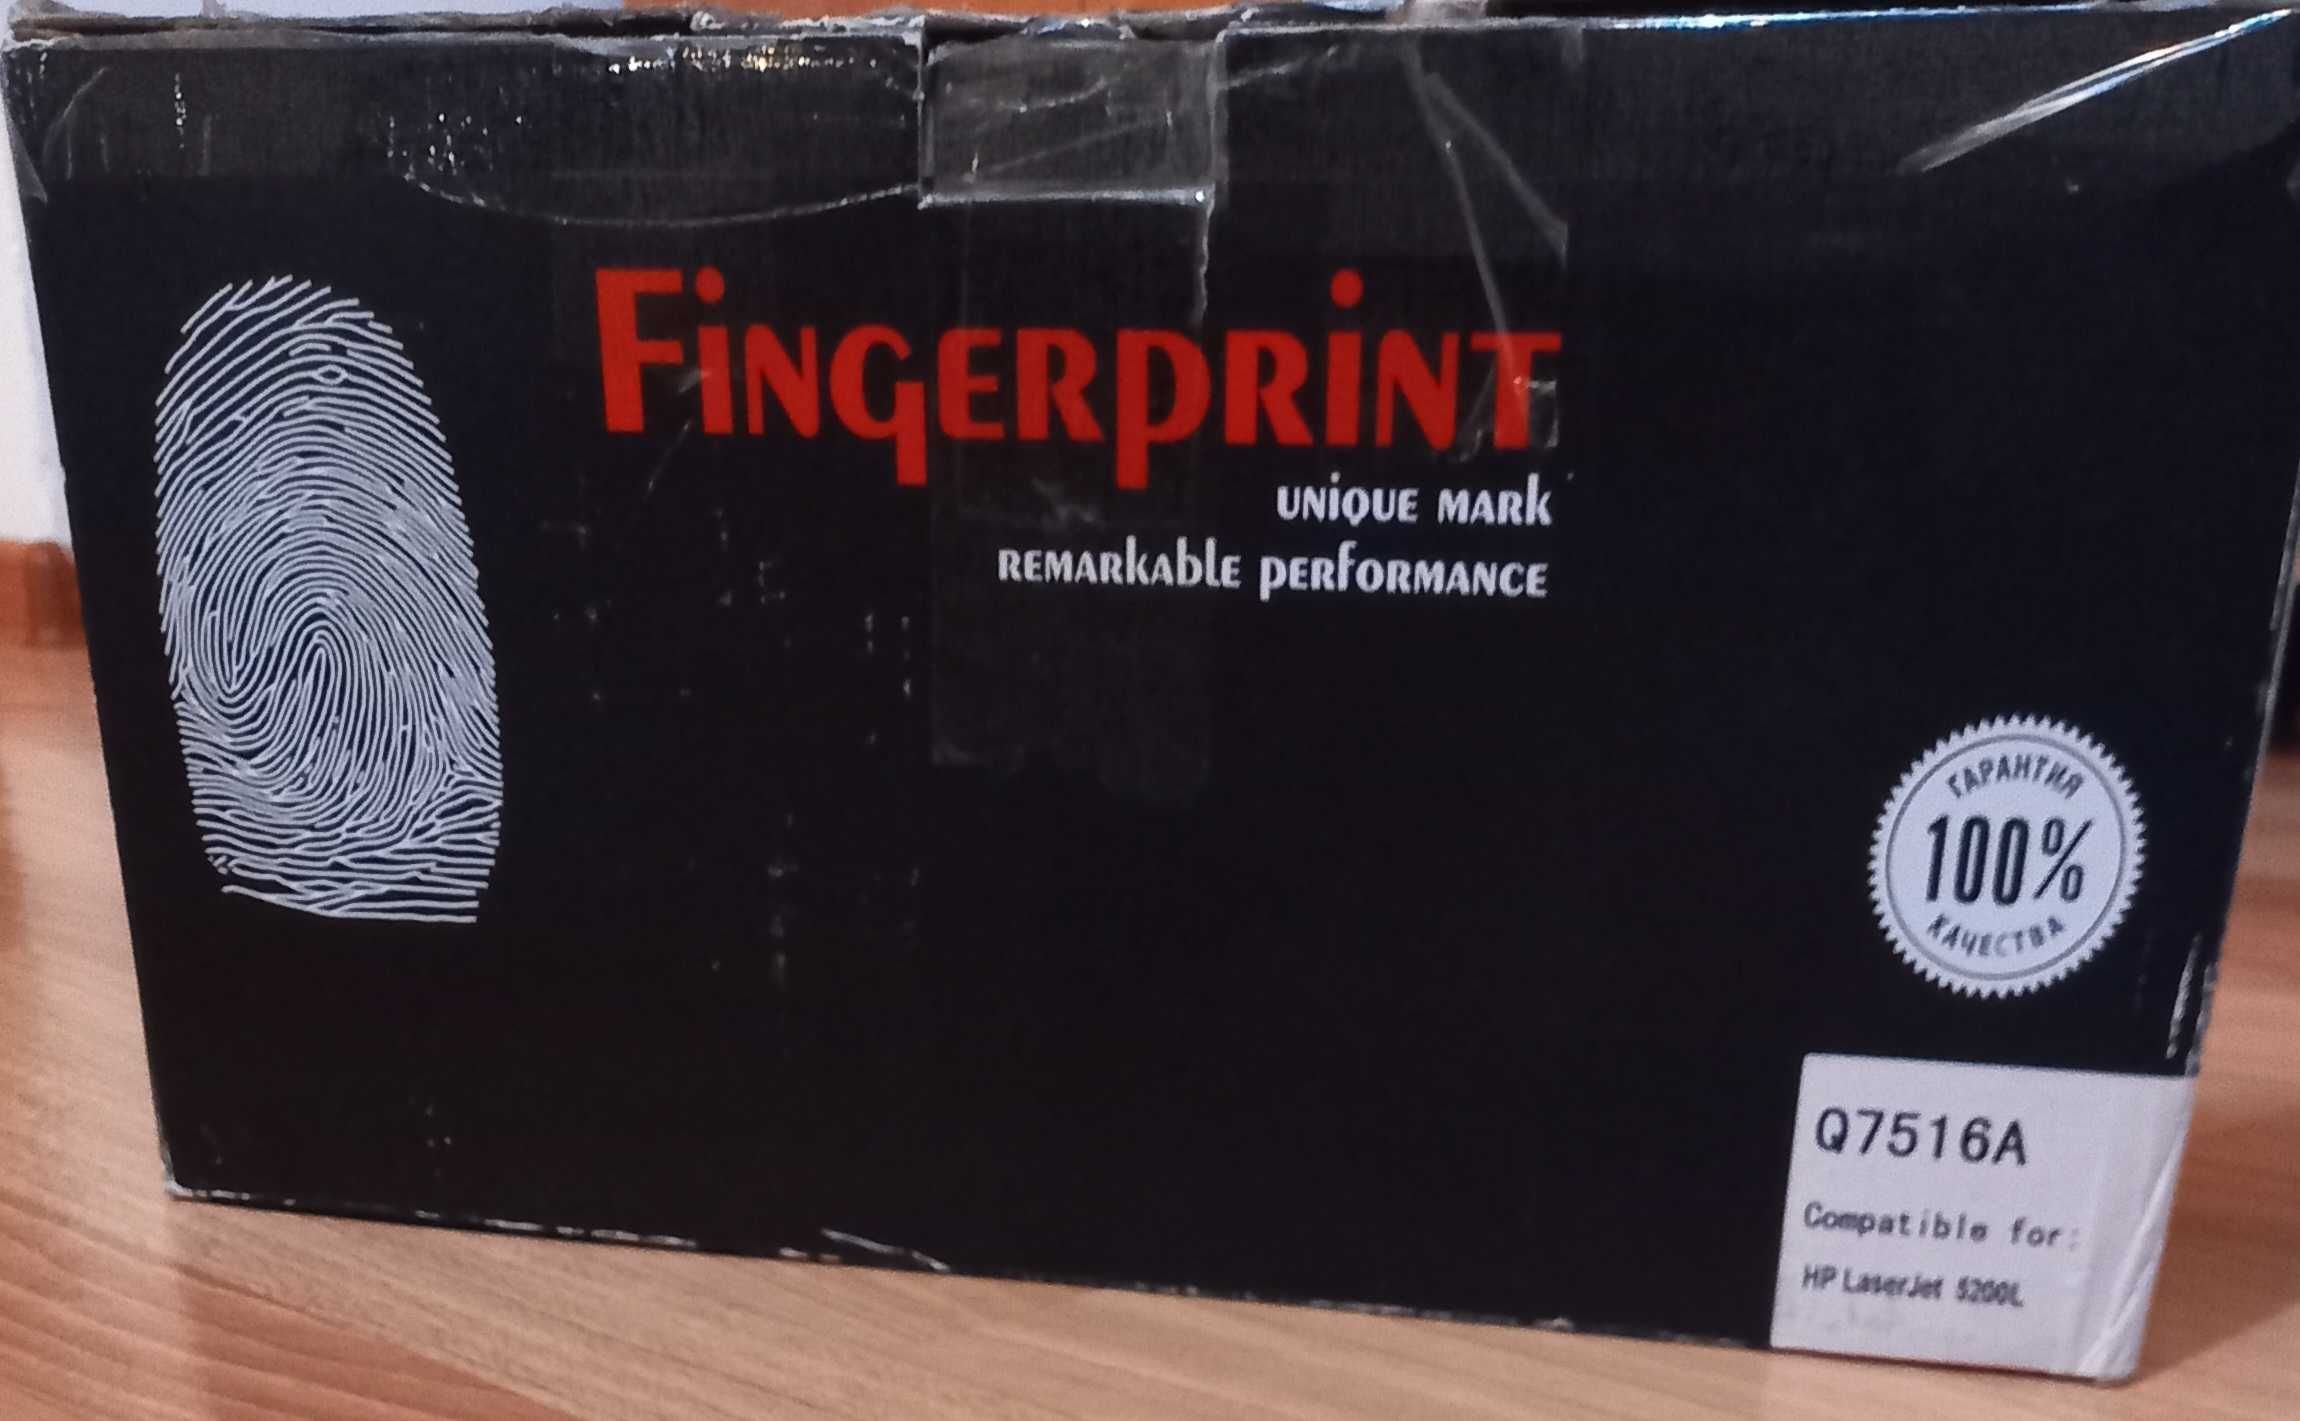 Fingerprint
unique mark
remarkable performance
ГАРАНТИЯ
100%
КАЧЕСТВА
Q7516A
Compatible for:
HP LaserJet 5200L